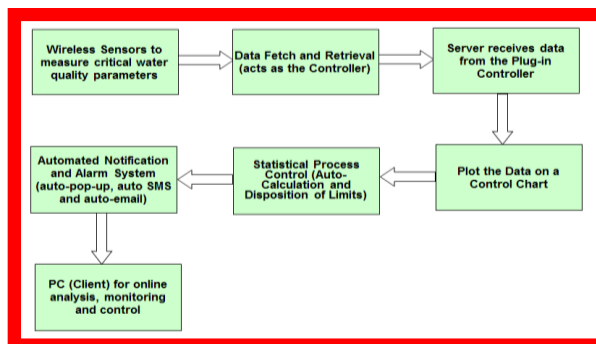 Wireless Sensors to
measure critical water
quality parameters
Data Fetch and Retrieval
(acts as the Controller)
Server receives data
from the Plug-in
Controller
Plot the Data on a
Control Chart
Statistical Process
Control (Auto-
Calculation and
Disposition of Limits)
Automated Notification
and Alarm System
(auto-pop-up, auto SMS
and auto-email)
PC (Client) for online
analysis, monitoring
and control